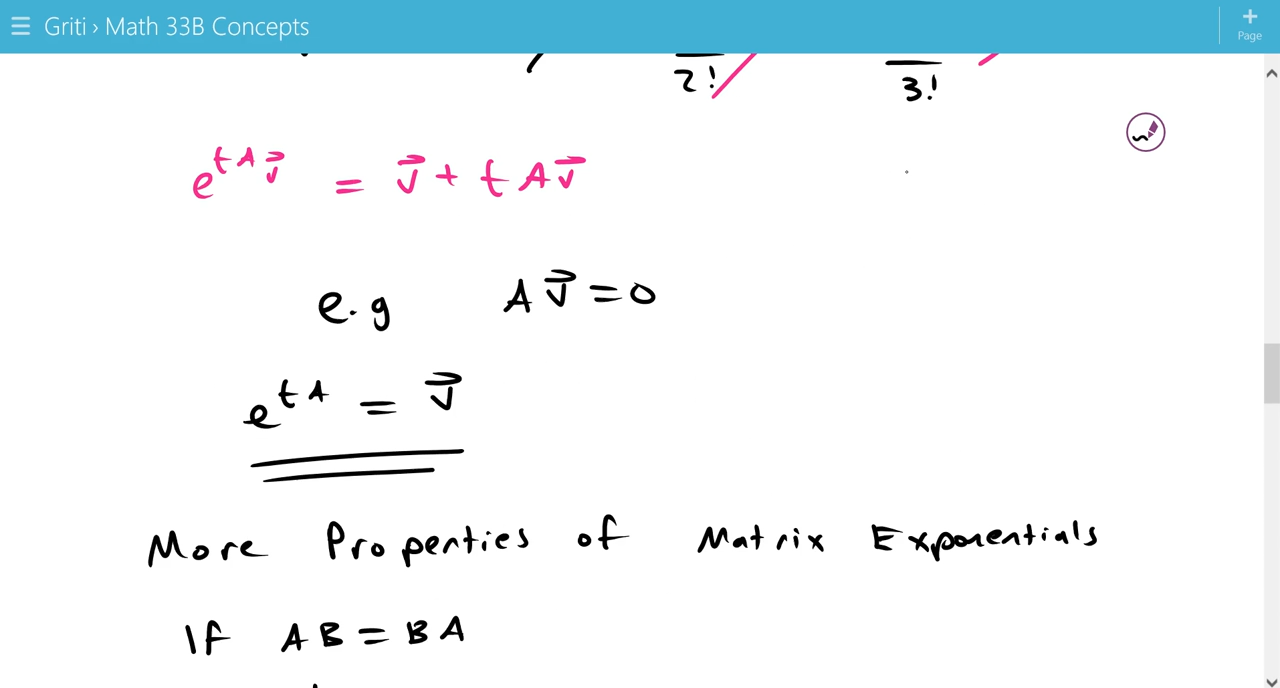 Griti › Math 33B Concepts
+
Page
2! 3!
e^{tAv⃗} = v⃗ + tAv⃗
e.g Av⃗ = 0
e^{tA} = v⃗
More Properties of Matrix Exponentials
If AB = BA